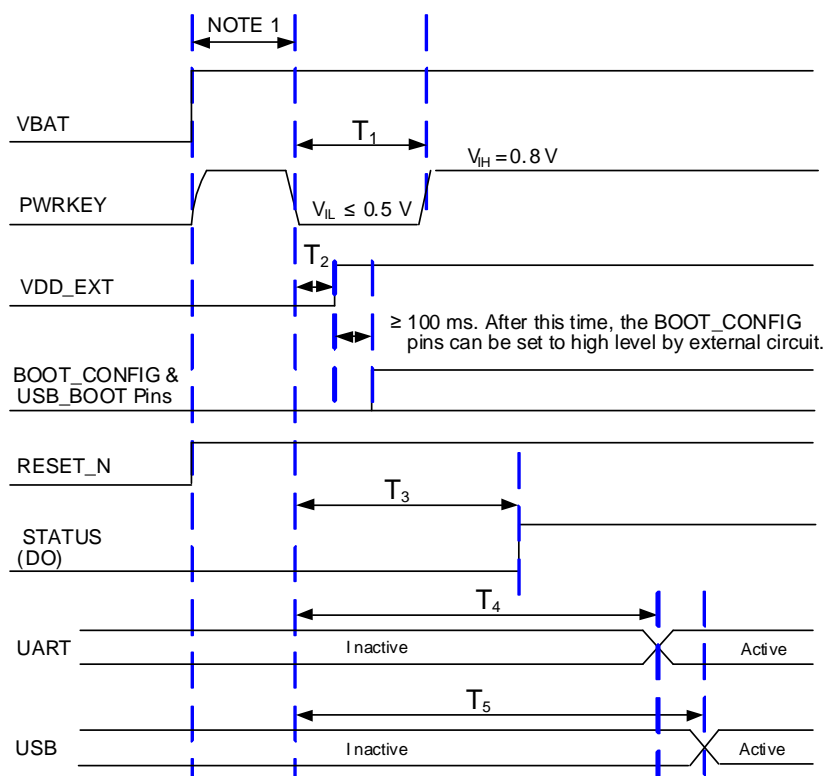 NOTE 1
VBAT
T1
VIH = 0.8 V
PWRKEY
VIL ≤ 0.5 V
T2
VDD_EXT
≥ 100 ms. After this time, the BOOT_CONFIG
pins can be set to high level by external circuit.
BOOT_CONFIG &
USB_BOOT Pins
RESET_N
T3
STATUS
(DO)
T4
UART
Inactive
Active
T5
USB
Inactive
Active